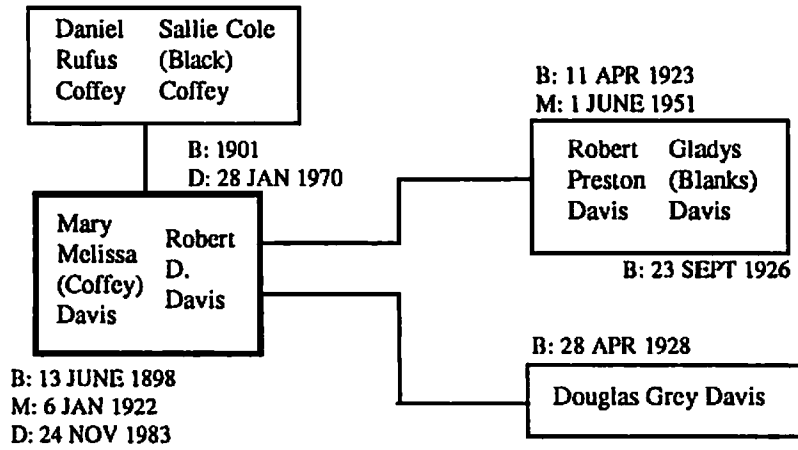 Daniel Sallie Cole
Rufus (Black)
Coffey Coffey
B: 1901
D: 28 JAN 1970
Mary
Melissa
(Coffey)
Davis
Robert
D.
Davis
B: 13 JUNE 1898
M: 6 JAN 1922
D: 24 NOV 1983
B: 11 APR 1923
M: 1 JUNE 1951
Robert Gladys
Preston (Blanks)
Davis Davis
B: 23 SEPT 1926
B: 28 APR 1928
Douglas Grey Davis